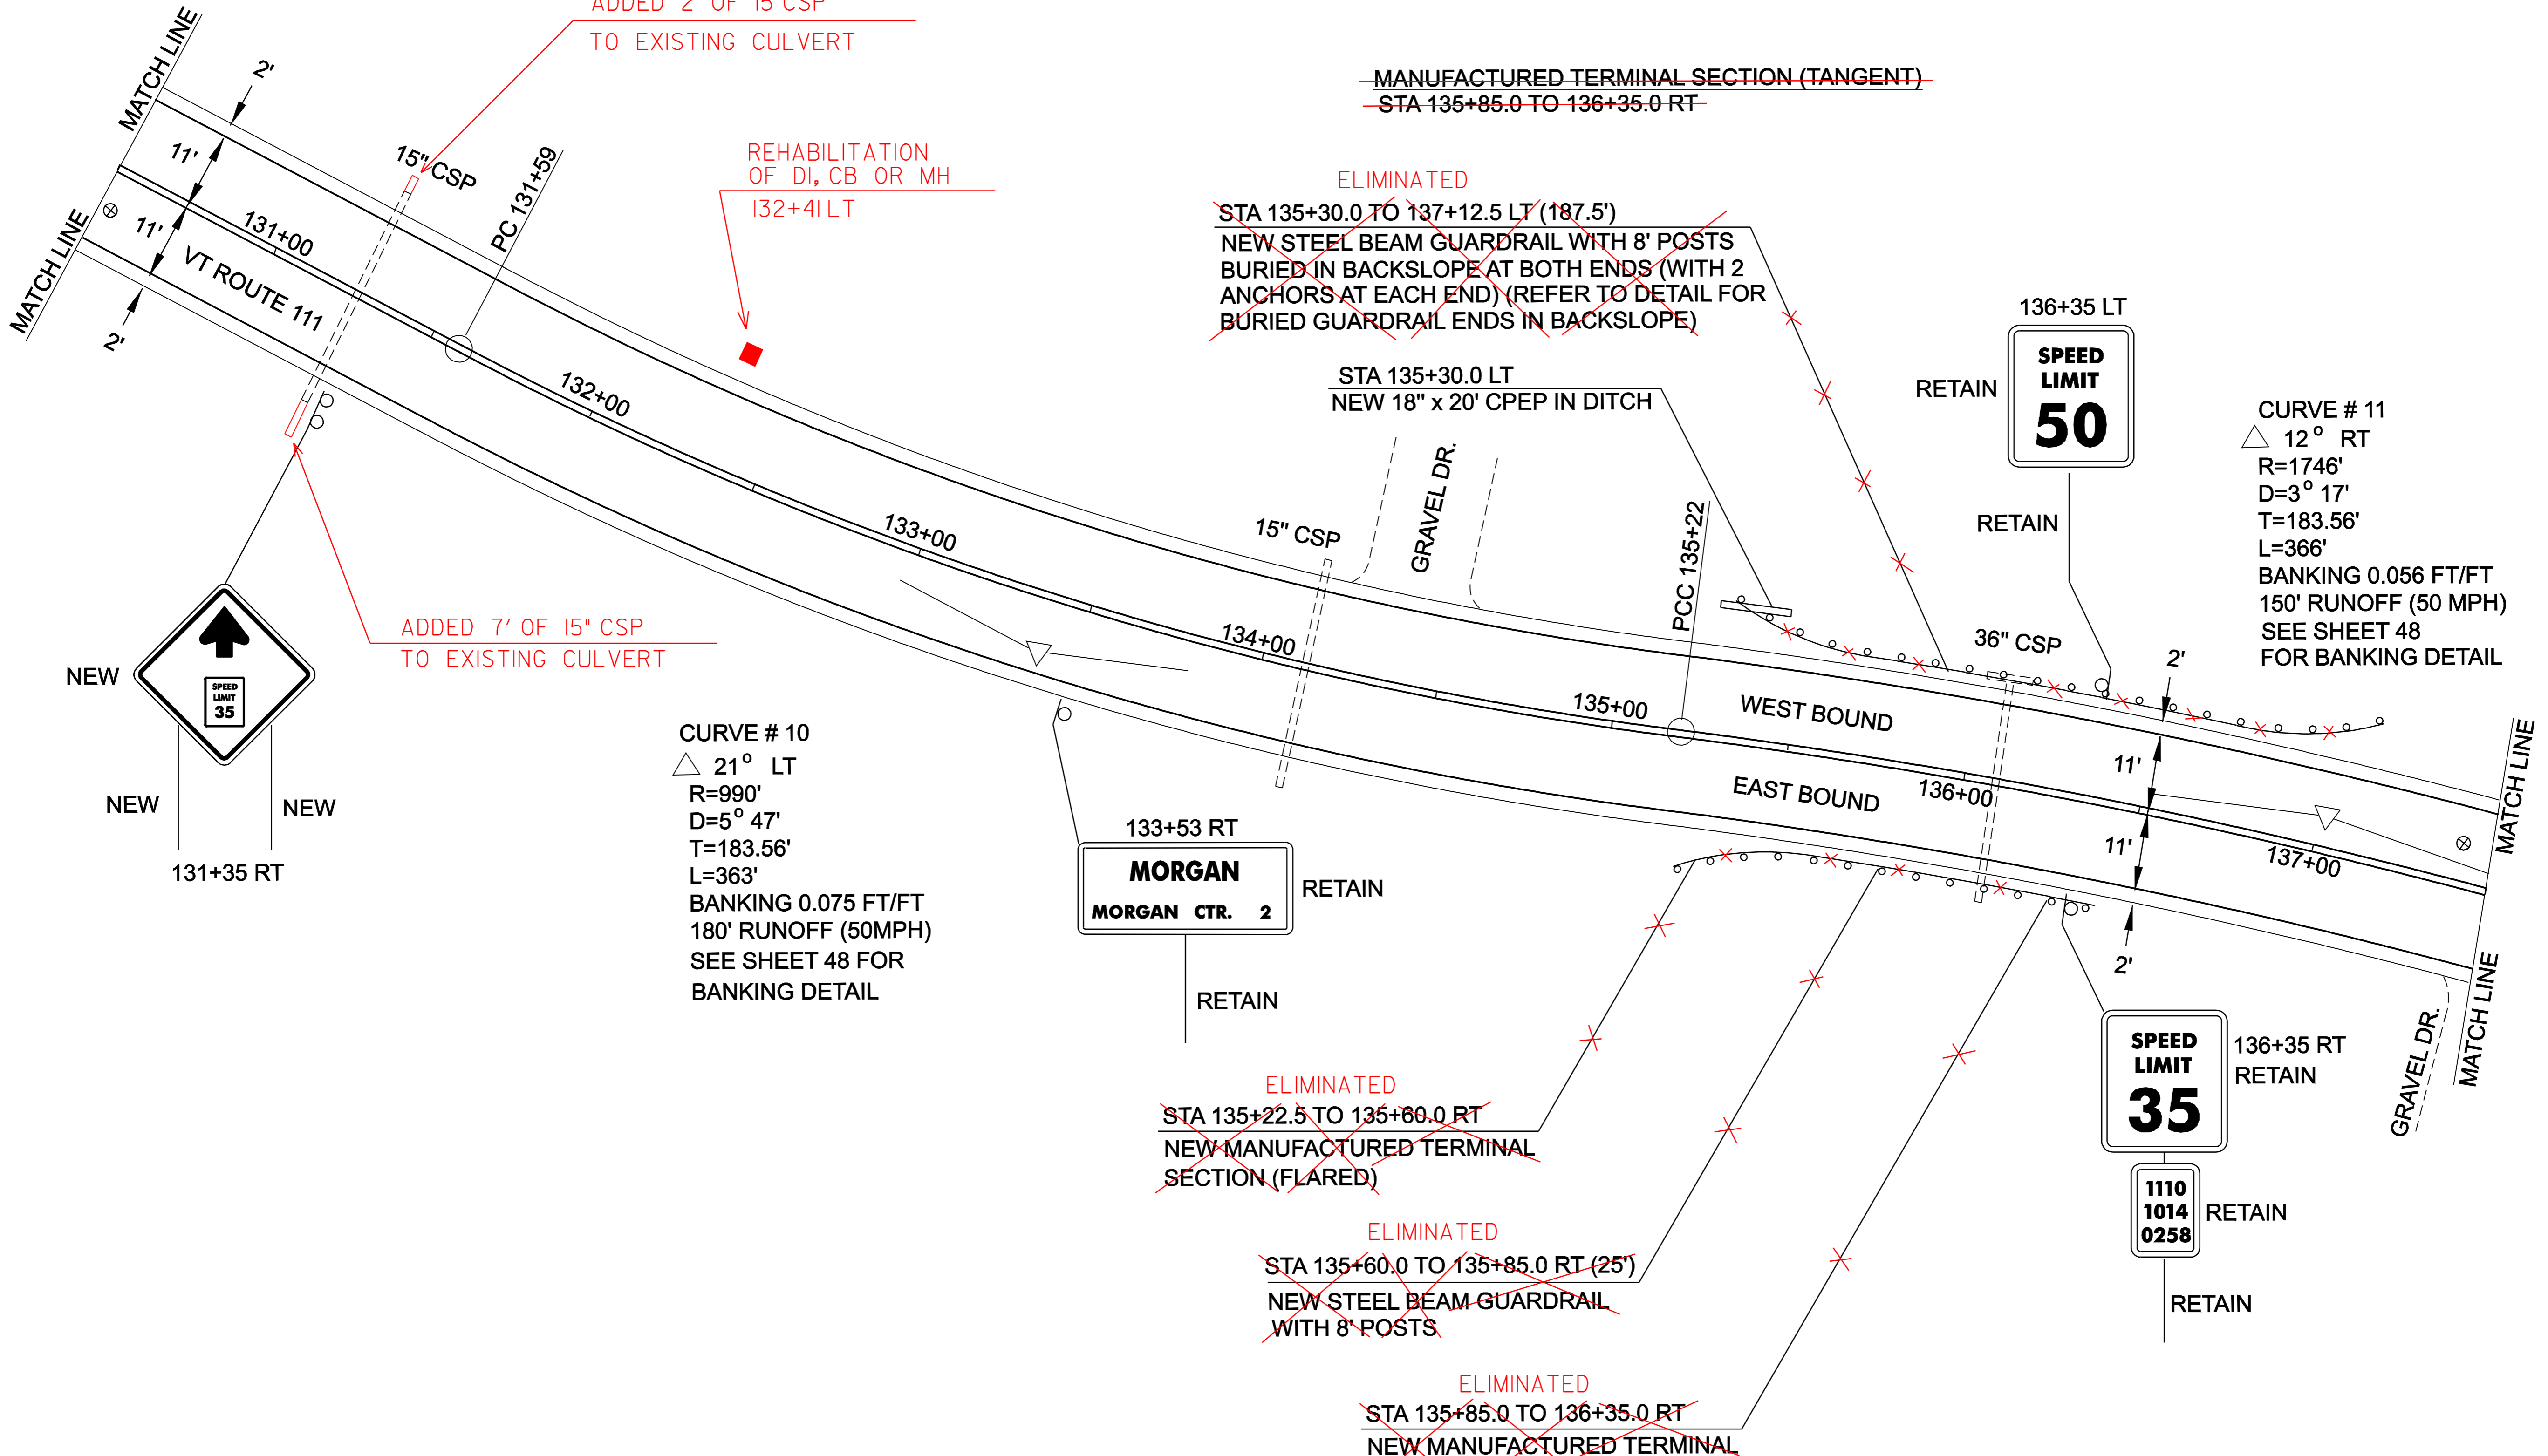 ADDED 2' OF 15"CSP
TO EXISTING CULVERT
MANUFACTURED TERMINAL SECTION (TANGENT)
STA 135+85.0 TO 136+35.0 RT
MATCH LINE
MATCH LINE
2'
11'
11'
2'
15" CSP
PC 131+59
131+00
VT ROUTE 111
REHABILITATION
OF DI, CB OR MH
132+41 LT
ELIMINATED
STA 135+30.0 TO 137+12.5 LT (187.5')
NEW STEEL BEAM GUARDRAIL WITH 8' POSTS
BURIED IN BACKSLOPE AT BOTH ENDS (WITH 2
ANCHORS AT EACH END) (REFER TO DETAIL FOR
BURIED GUARDRAIL ENDS IN BACKSLOPE)
STA 135+30.0 LT
NEW 18" x 20' CPEP IN DITCH
136+35 LT
SPEED
LIMIT
50
RETAIN
RETAIN
CURVE # 11
12° RT
R=1746'
D=3° 17'
T=183.56'
L=366'
BANKING 0.056 FT/FT
150' RUNOFF (50 MPH)
SEE SHEET 48
FOR BANKING DETAIL
132+00
133+00
15" CSP
GRAVEL DR.
PCC 135+22
134+00
135+00
WEST BOUND
EAST BOUND
36" CSP
136+00
137+00
2'
11'
11'
2'
MATCH LINE
MATCH LINE
GRAVEL DR.
SPEED
LIMIT
35
NEW
NEW
NEW
131+35 RT
ADDED 7' OF 15" CSP
TO EXISTING CULVERT
CURVE # 10
21° LT
R=990'
D=5° 47'
T=183.56'
L=363'
BANKING 0.075 FT/FT
180' RUNOFF (50MPH)
SEE SHEET 48 FOR
BANKING DETAIL
133+53 RT
MORGAN
MORGAN CTR. 2
RETAIN
RETAIN
ELIMINATED
STA 135+22.5 TO 135+60.0 RT
NEW MANUFACTURED TERMINAL
SECTION (FLARED)
ELIMINATED
STA 135+60.0 TO 135+85.0 RT (25')
NEW STEEL BEAM GUARDRAIL
WITH 8' POSTS
ELIMINATED
STA 135+85.0 TO 136+35.0 RT
NEW MANUFACTURED TERMINAL
SPEED
LIMIT
35
136+35 RT
RETAIN
1110
1014
0258
RETAIN
RETAIN